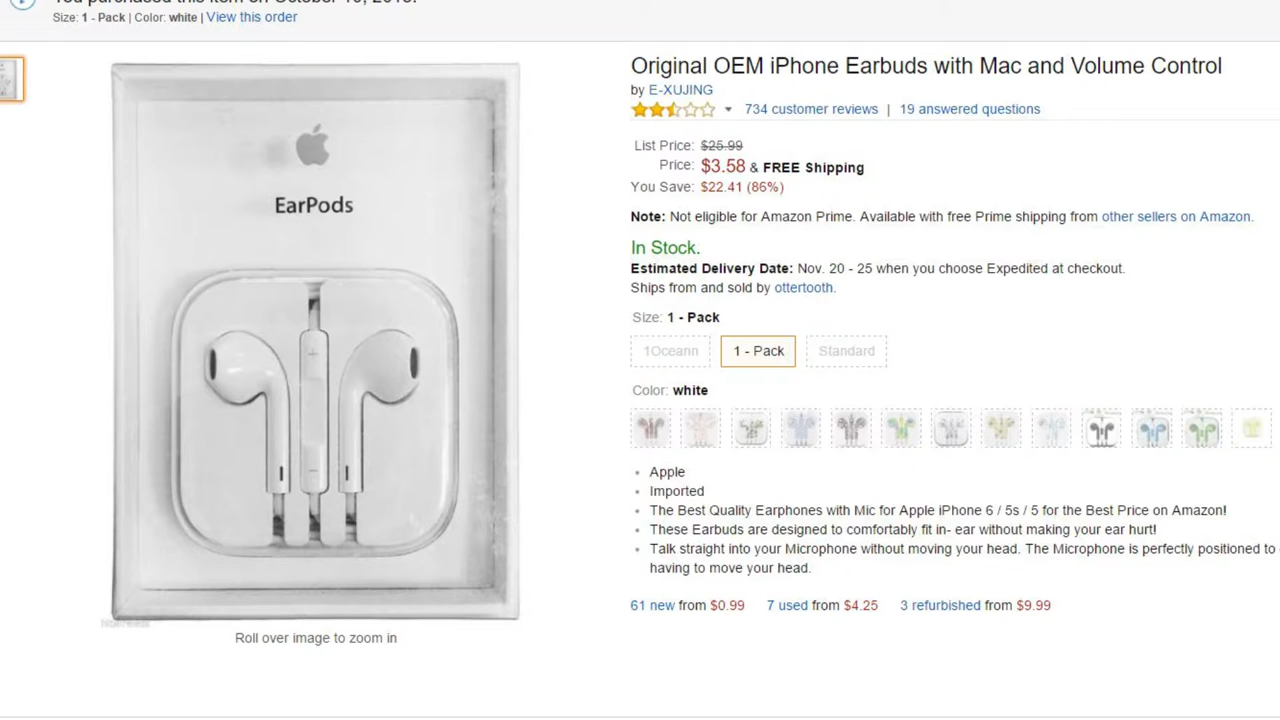 You purchased this item on October 10, 2015.
Size: 1 - Pack | Color: white | View this order
EarPods
Roll over image to zoom in
Original OEM iPhone Earbuds with Mac and Volume Control
by E-XUJING
734 customer reviews | 19 answered questions
List Price: $25.99
Price: $3.58 & FREE Shipping
You Save: $22.41 (86%)
Note: Not eligible for Amazon Prime. Available with free Prime shipping from other sellers on Amazon.
In Stock.
Estimated Delivery Date: Nov. 20 - 25 when you choose Expedited at checkout.
Ships from and sold by ottertooth.
Size: 1 - Pack
1Oceann 1 - Pack Standard
Color: white
• Apple
• Imported
• The Best Quality Earphones with Mic for Apple iPhone 6 / 5s / 5 for the Best Price on Amazon!
• These Earbuds are designed to comfortably fit in- ear without making your ear hurt!
• Talk straight into your Microphone without moving your head. The Microphone is perfectly positioned to
having to move your head.
61 new from $0.99 7 used from $4.25 3 refurbished from $9.99